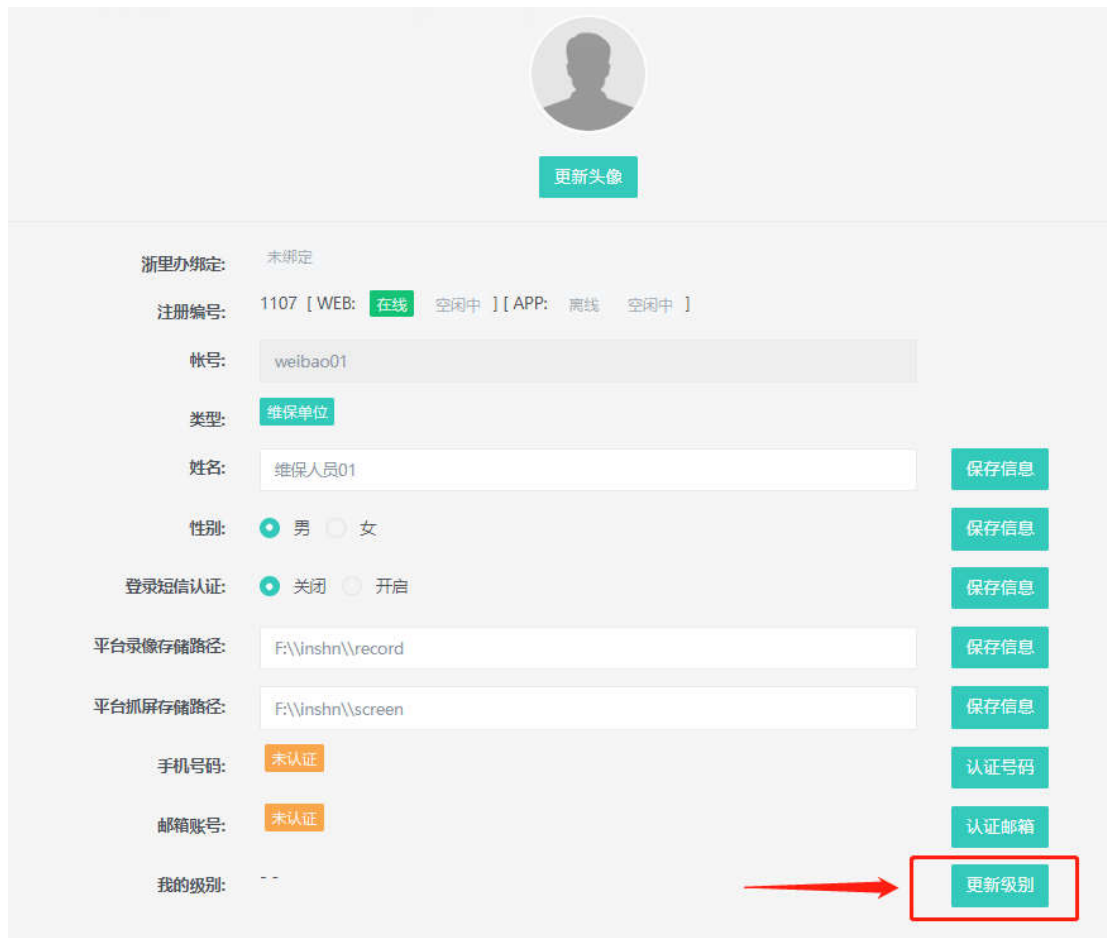 更新头像
浙里办绑定: 未绑定
注册编号: 1107 [ WEB: 在线 空闲中 ] [ APP: 离线 空闲中 ]
帐号: weibao01
类型: 维保单位
姓名: 维保人员01 保存信息
性别: 男 女 保存信息
登录短信认证: 关闭 开启 保存信息
平台录像存储路径: F:\\inshn\\record 保存信息
平台抓屏存储路径: F:\\inshn\\screen 保存信息
手机号码: 未认证 认证号码
邮箱账号: 未认证 认证邮箱
我的级别: - - 更新级别